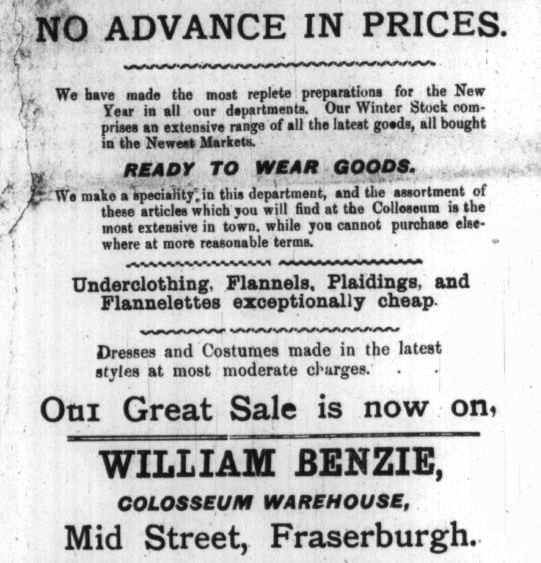 NO ADVANCE IN PRICES.
We have made the most replete preparations for the New
Year in all our departments. Our Winter Stock com-
prises an extensive range of all the latest goods, all bought
in the Newest Markets.
READY TO WEAR GOODS.
We make a speciality in this department, and the assortment of
these articles which you will find at the Colloseum is the
most extensive in town, while you cannot purchase else-
where at more reasonable terms.
Underclothing, Flannels, Plaidings, and
Flannelettes exceptionally cheap.
Dresses and Costumes made in the latest
styles at most moderate charges.
Our Great Sale is now on,
WILLIAM BENZIE,
COLOSSEUM WAREHOUSE,
Mid Street, Fraserburgh.